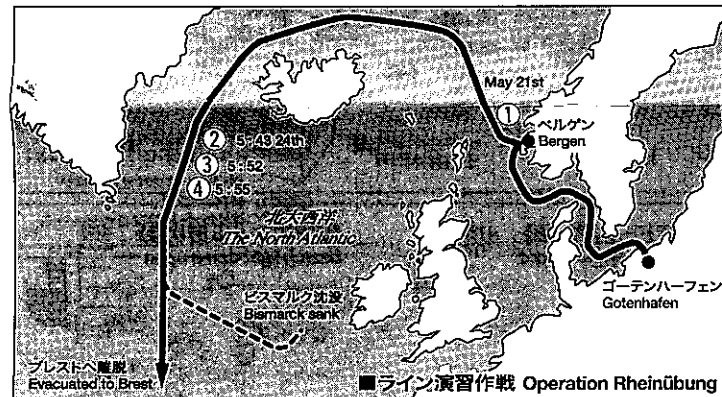 May 21st
①
ベルゲン
Bergen
② 5:43 24th
③ 5:52
④ 5:55
北大西洋
The North Atlantic
ゴーテンハーフェン
Gotenhafen
ビスマルク沈没
Bismarck sank
ブレストへ離脱
Evacuated to Brest
■ライン演習作戦 Operation Rheinübung